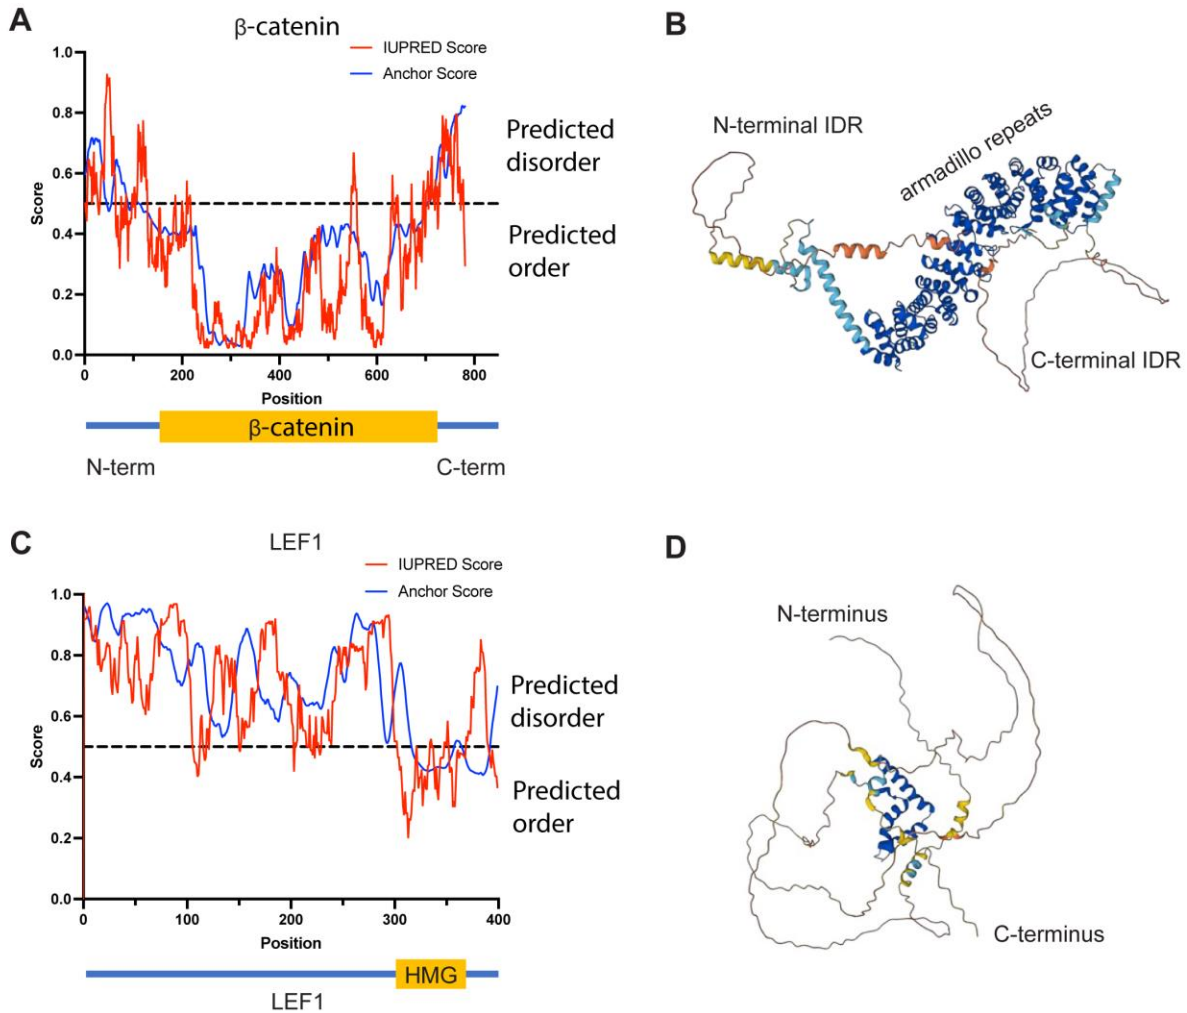 A
β-catenin
IUPRED Score
Anchor Score
1.0
0.8
0.6
0.4
0.2
0.0
Score
Predicted
disorder
Predicted
order
0
200
400
600
800
Position
β-catenin
N-term
C-term
B
N-terminal IDR
armadillo repeats
C-terminal IDR
C
LEF1
IUPRED Score
Anchor Score
1.0
0.8
0.6
0.4
0.2
0.0
Score
Predicted
disorder
Predicted
order
0
100
200
300
400
Position
HMG
LEF1
D
N-terminus
C-terminus